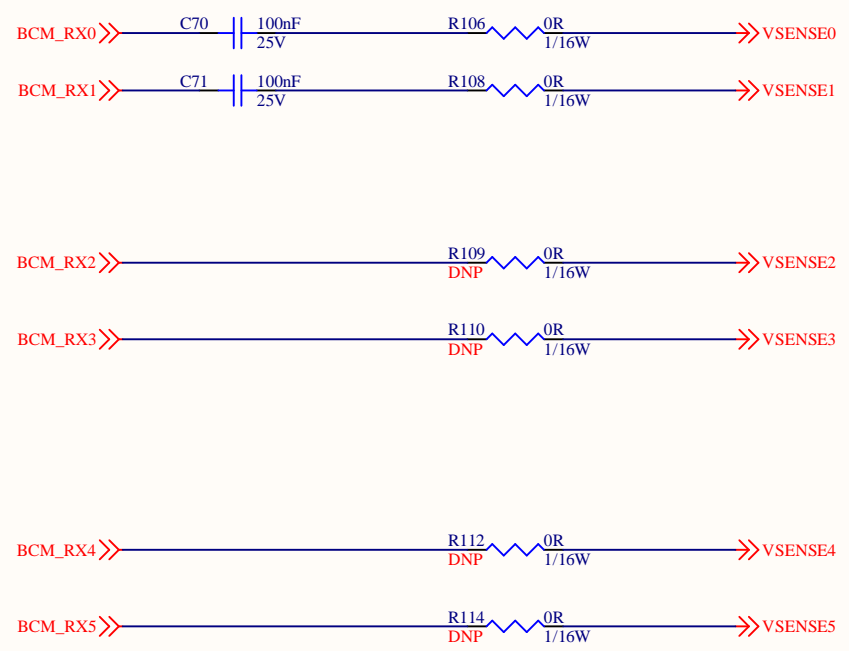 C70 100nF R106 0R
BCM_RX0 VSENSE0
25V 1/16W
C71 100nF R108 0R
BCM_RX1 VSENSE1
25V 1/16W
R109 0R
BCM_RX2 VSENSE2
DNP 1/16W
R110 0R
BCM_RX3 VSENSE3
DNP 1/16W
R112 0R
BCM_RX4 VSENSE4
DNP 1/16W
R114 0R
BCM_RX5 VSENSE5
DNP 1/16W